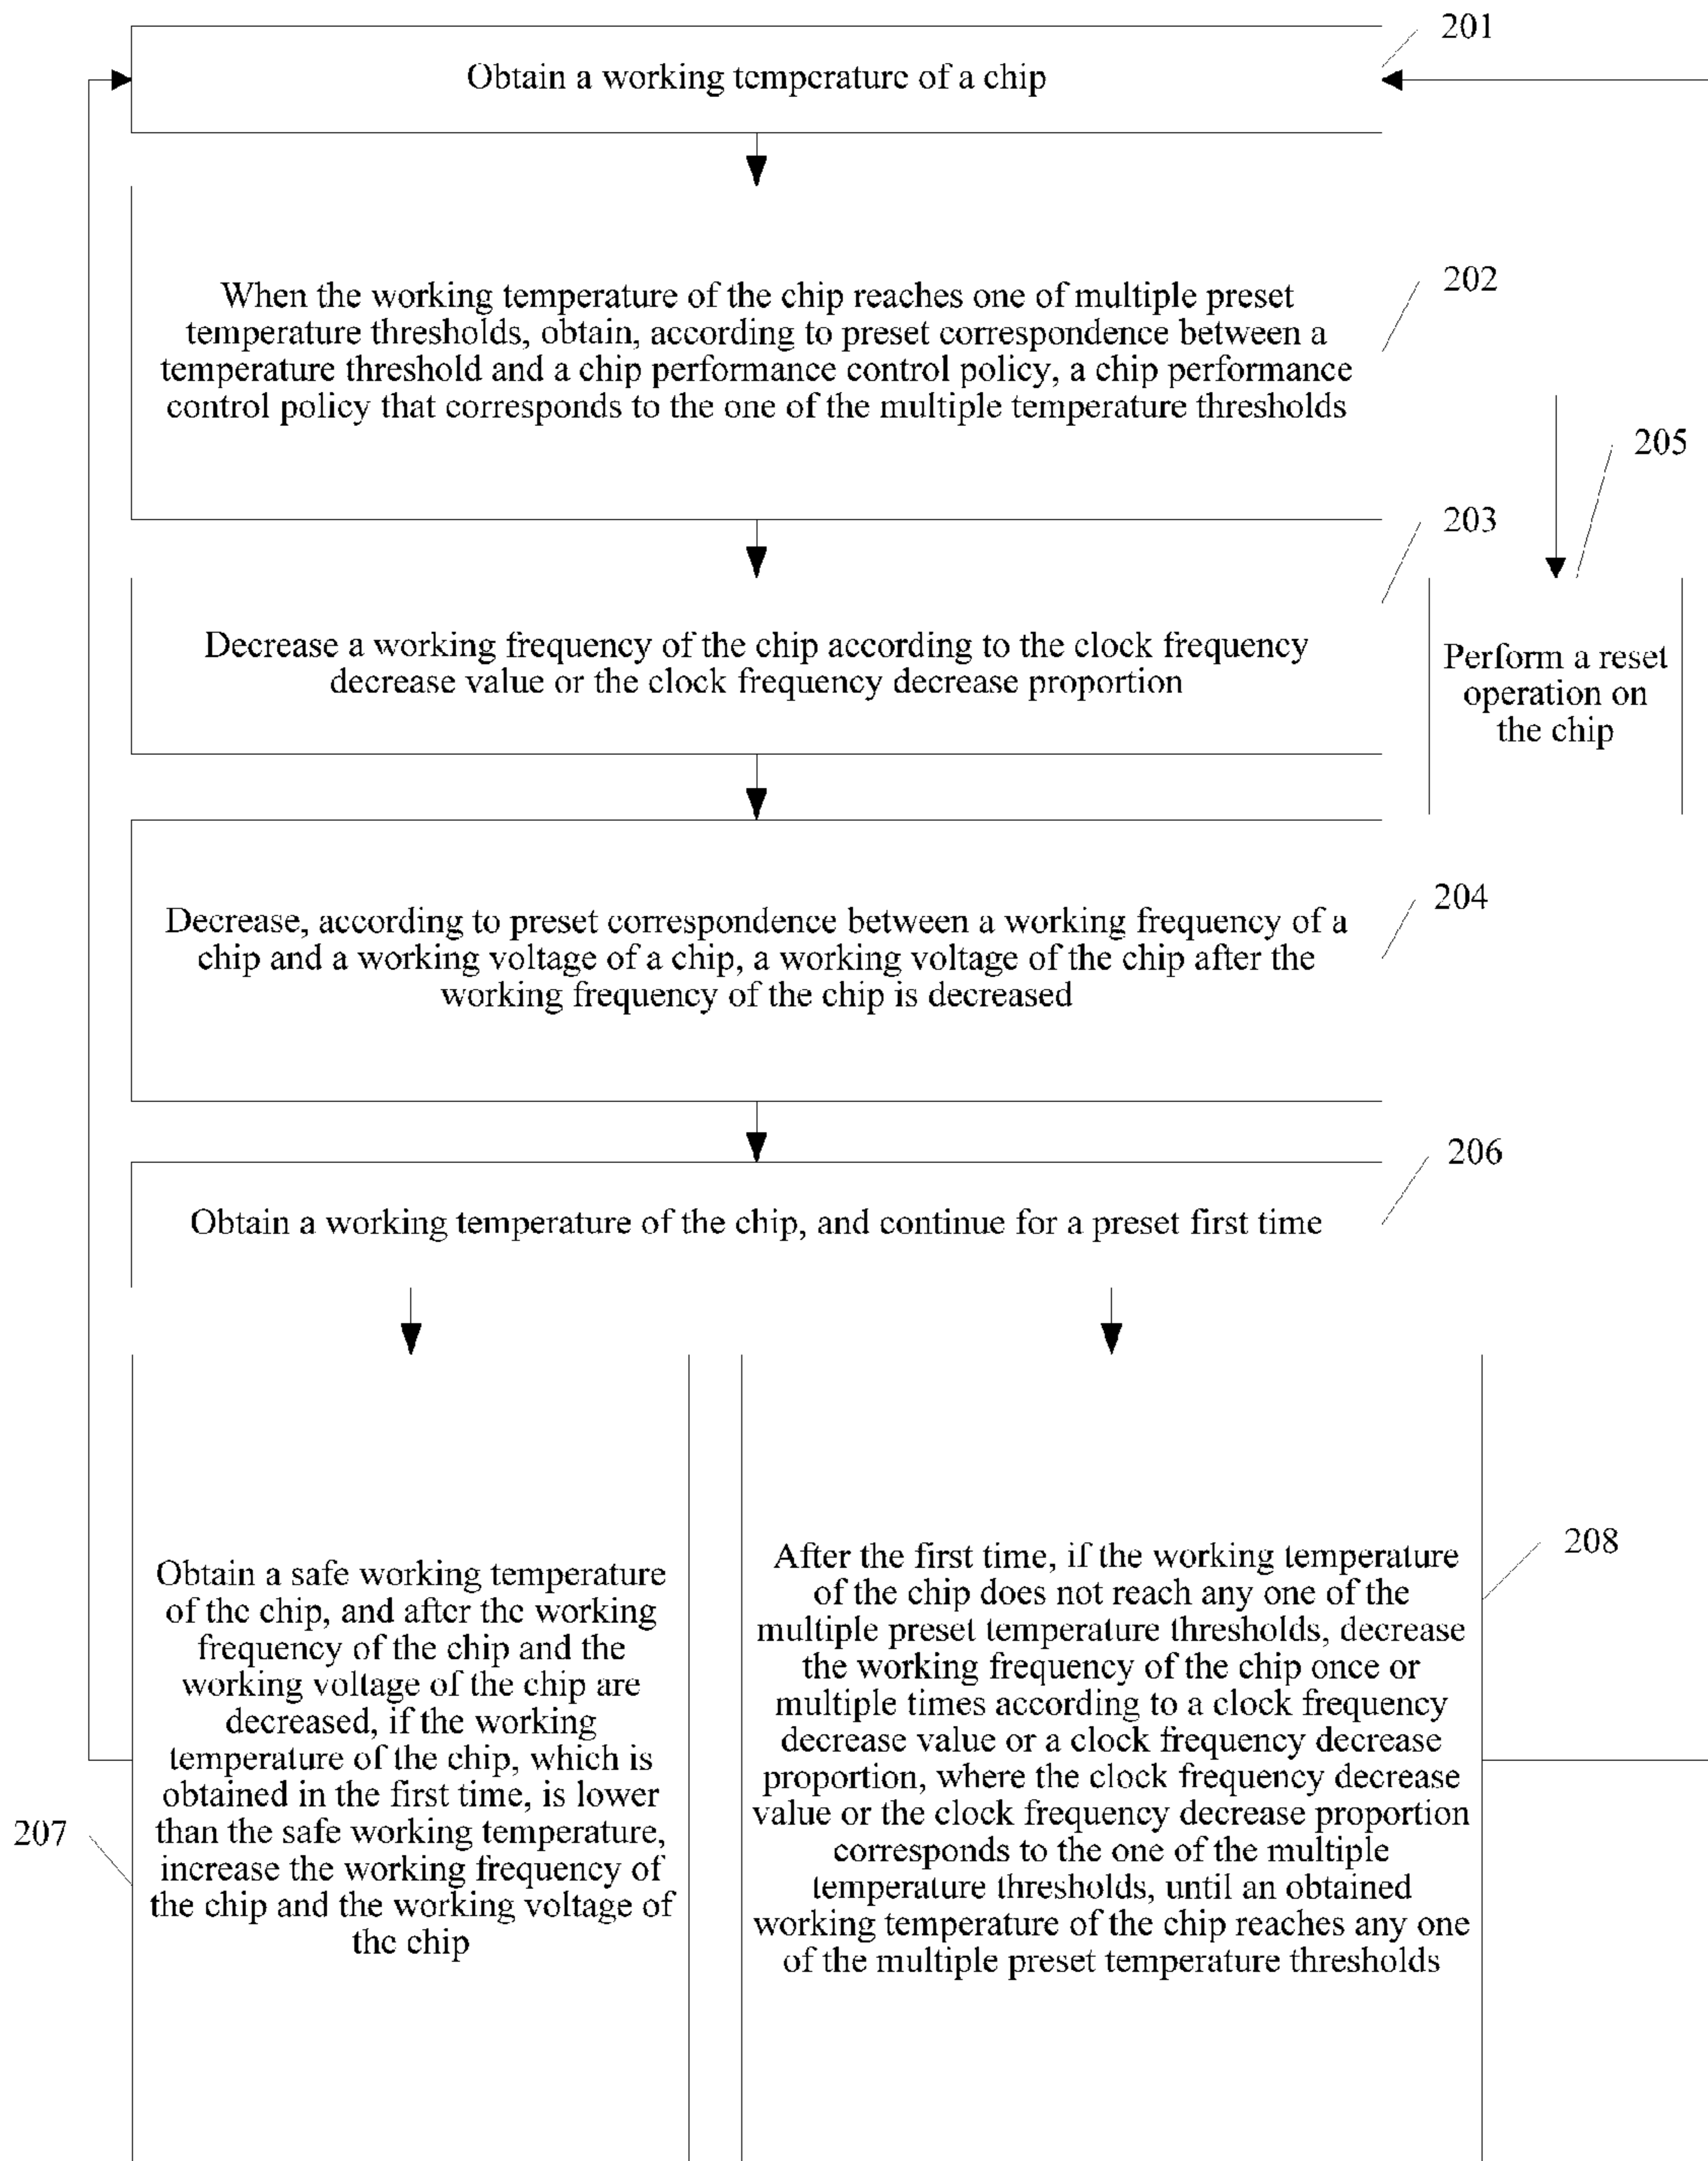 201
Obtain a working temperature of a chip
202
When the working temperature of the chip reaches one of multiple preset
temperature thresholds, obtain, according to preset correspondence between a
temperature threshold and a chip performance control policy, a chip performance
control policy that corresponds to the one of the multiple temperature thresholds
205
203
Decrease a working frequency of the chip according to the clock frequency
decrease value or the clock frequency decrease proportion
Perform a reset
operation on
the chip
204
Decrease, according to preset correspondence between a working frequency of a
chip and a working voltage of a chip, a working voltage of the chip after the
working frequency of the chip is decreased
206
Obtain a working temperature of the chip, and continue for a preset first time
207
Obtain a safe working temperature
of the chip, and after the working
frequency of the chip and the
working voltage of the chip are
decreased, if the working
temperature of the chip, which is
obtained in the first time, is lower
than the safe working temperature,
increase the working frequency of
the chip and the working voltage of
the chip
208
After the first time, if the working temperature
of the chip does not reach any one of the
multiple preset temperature thresholds, decrease
the working frequency of the chip once or
multiple times according to a clock frequency
decrease value or a clock frequency decrease
proportion, where the clock frequency decrease
value or the clock frequency decrease proportion
corresponds to the one of the multiple
temperature thresholds, until an obtained
working temperature of the chip reaches any one
of the multiple preset temperature thresholds